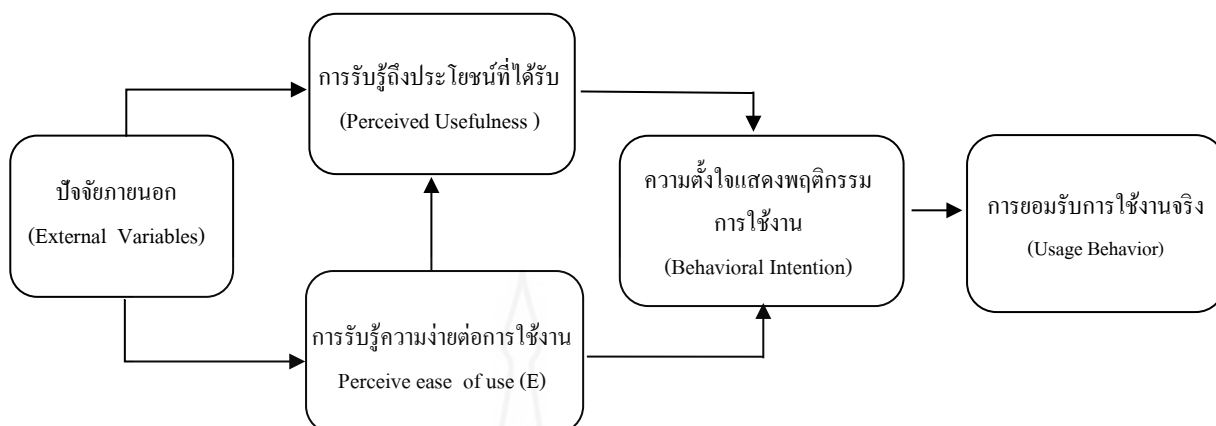 การรับรู้ถึงประโยชน์ที่ได้รับ
(Perceived Usefulness )
ปัจจัยภายนอก
(External Variables)
ความตั้งใจแสดงพฤติกรรม
การใช้งาน
(Behavioral Intention)
การยอมรับการใช้งานจริง
(Usage Behavior)
การรับรู้ความง่ายต่อการใช้งาน
Perceive ease of use (E)